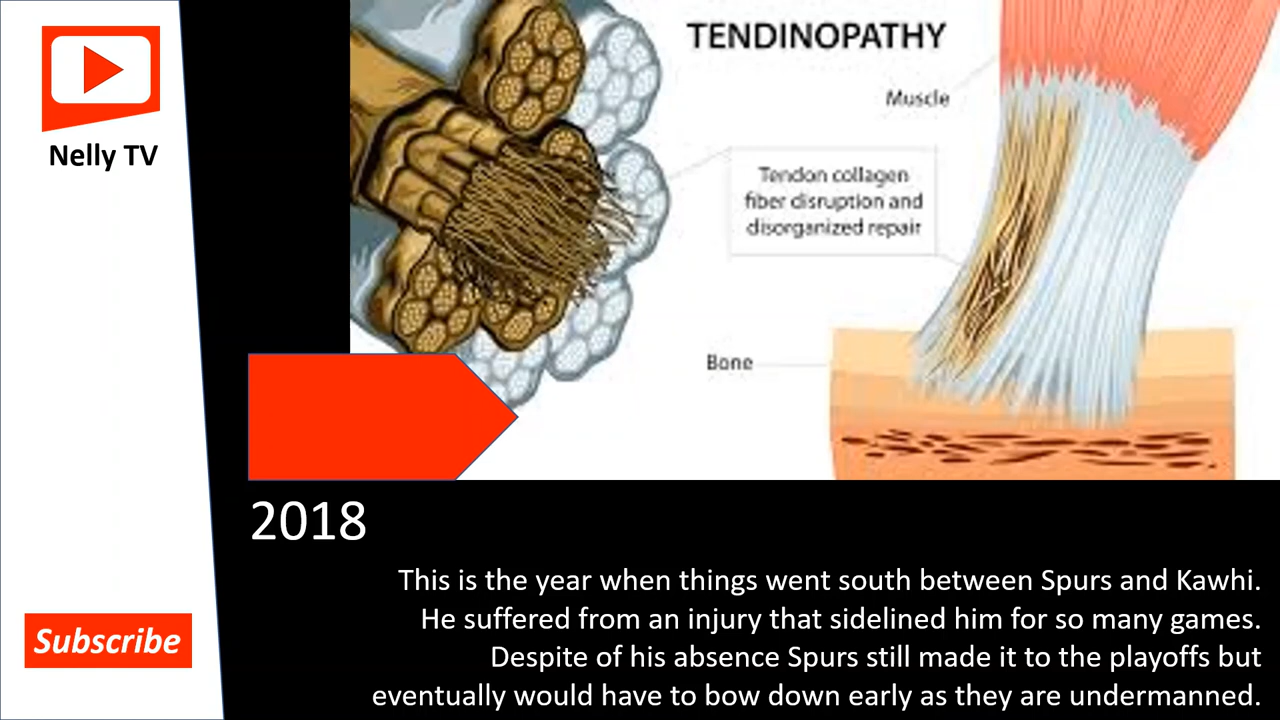 Nelly TV
TENDINOPATHY
Muscle
Tendon collagen
fiber disruption and
disorganized repair
Bone
2018
This is the year when things went south between Spurs and Kawhi.
He suffered from an injury that sidelined him for so many games.
Despite of his absence Spurs still made it to the playoffs but
eventually would have to bow down early as they are undermanned.
Subscribe